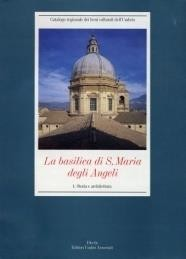 Catalogo regionale dei beni culturali dell'Umbria
La basilica di S. Maria
degli Angeli
1. Storia e architettura
Electa
Editori Umbri Associati